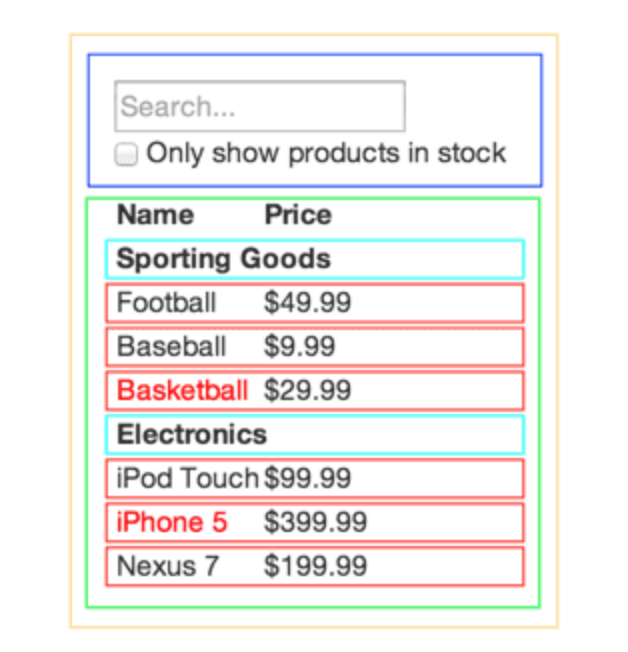 Search...
Only show products in stock
Name Price
Sporting Goods
Football $49.99
Baseball $9.99
Basketball $29.99
Electronics
iPod Touch $99.99
iPhone 5 $399.99
Nexus 7 $199.99